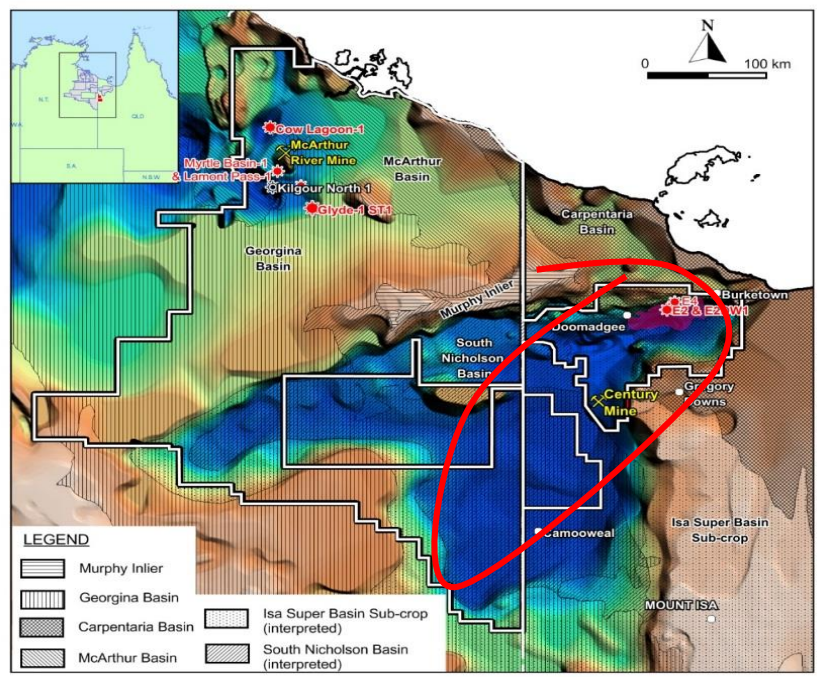 N
0 100 km
N.T.
QLD
W.A.
S.A.
N.S.W
Cow Lagoon-1
McArthur
River Mine
Myrtle Basin-1
& Lamont Pass-1
Kilgour North 1
Glyde-1 ST1
McArthur
Basin
Carpentaria
Basin
Georgina
Basin
Murphy Inlier
Burketown
E4
E2 & E2
W1
Doomadgee
South
Nicholson
Basin
Gregory
Century
Mine
Isa Super Basin
Sub-crop
Camooweal
MOUNT ISA
LEGEND
Murphy Inlier
Georgina Basin
Carpentaria Basin
McArthur Basin
Isa Super Basin Sub-crop
(interpreted)
South Nicholson Basin
(interpreted)